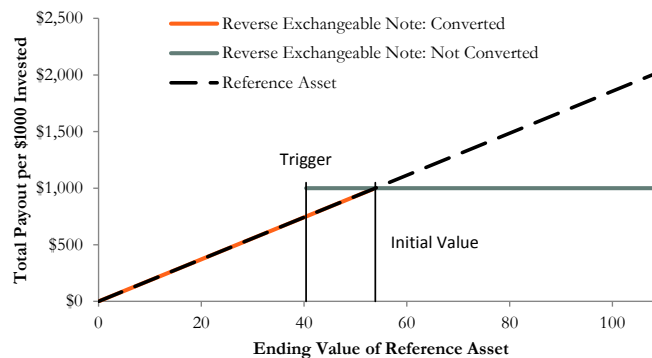 Reverse Exchangeable Note: Converted
Reverse Exchangeable Note: Not Converted
Reference Asset
Total Payout per $1000 Invested
$2,500
$2,000
$1,500
$1,000
$500
$0
Trigger
Initial Value
0 20 40 60 80 100
Ending Value of Reference Asset